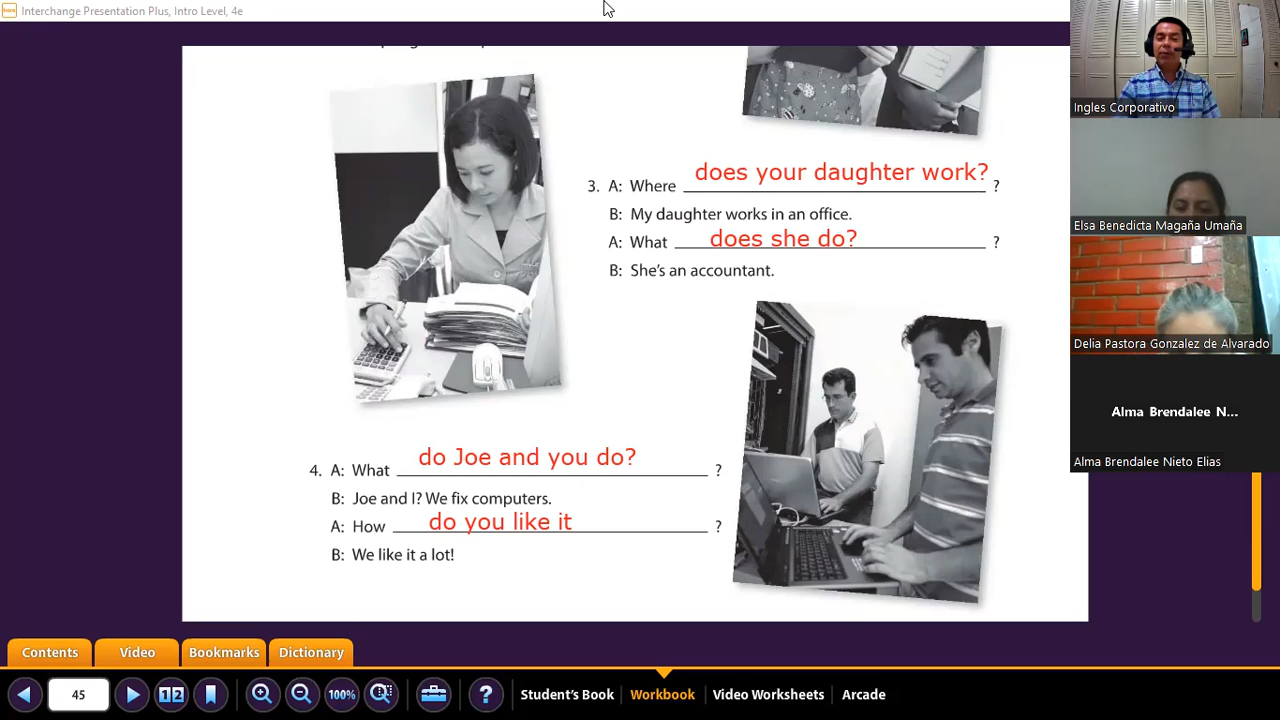 Interchange Presentation Plus, Intro Level, 4e
Ingles Corporativo
Elsa Benedicta Magaña Umaña
Delia Pastora Gonzalez de Alvarado
Alma Brendalee N...
Alma Brendalee Nieto Elias
3. A: Where does your daughter work? ?
B: My daughter works in an office.
A: What does she do? ?
B: She's an accountant.
4. A: What do Joe and you do? ?
B: Joe and I? We fix computers.
A: How do you like it ?
B: We like it a lot!
Contents Video Bookmarks Dictionary
45 1 2 100% ? Student's Book Workbook Video Worksheets Arcade